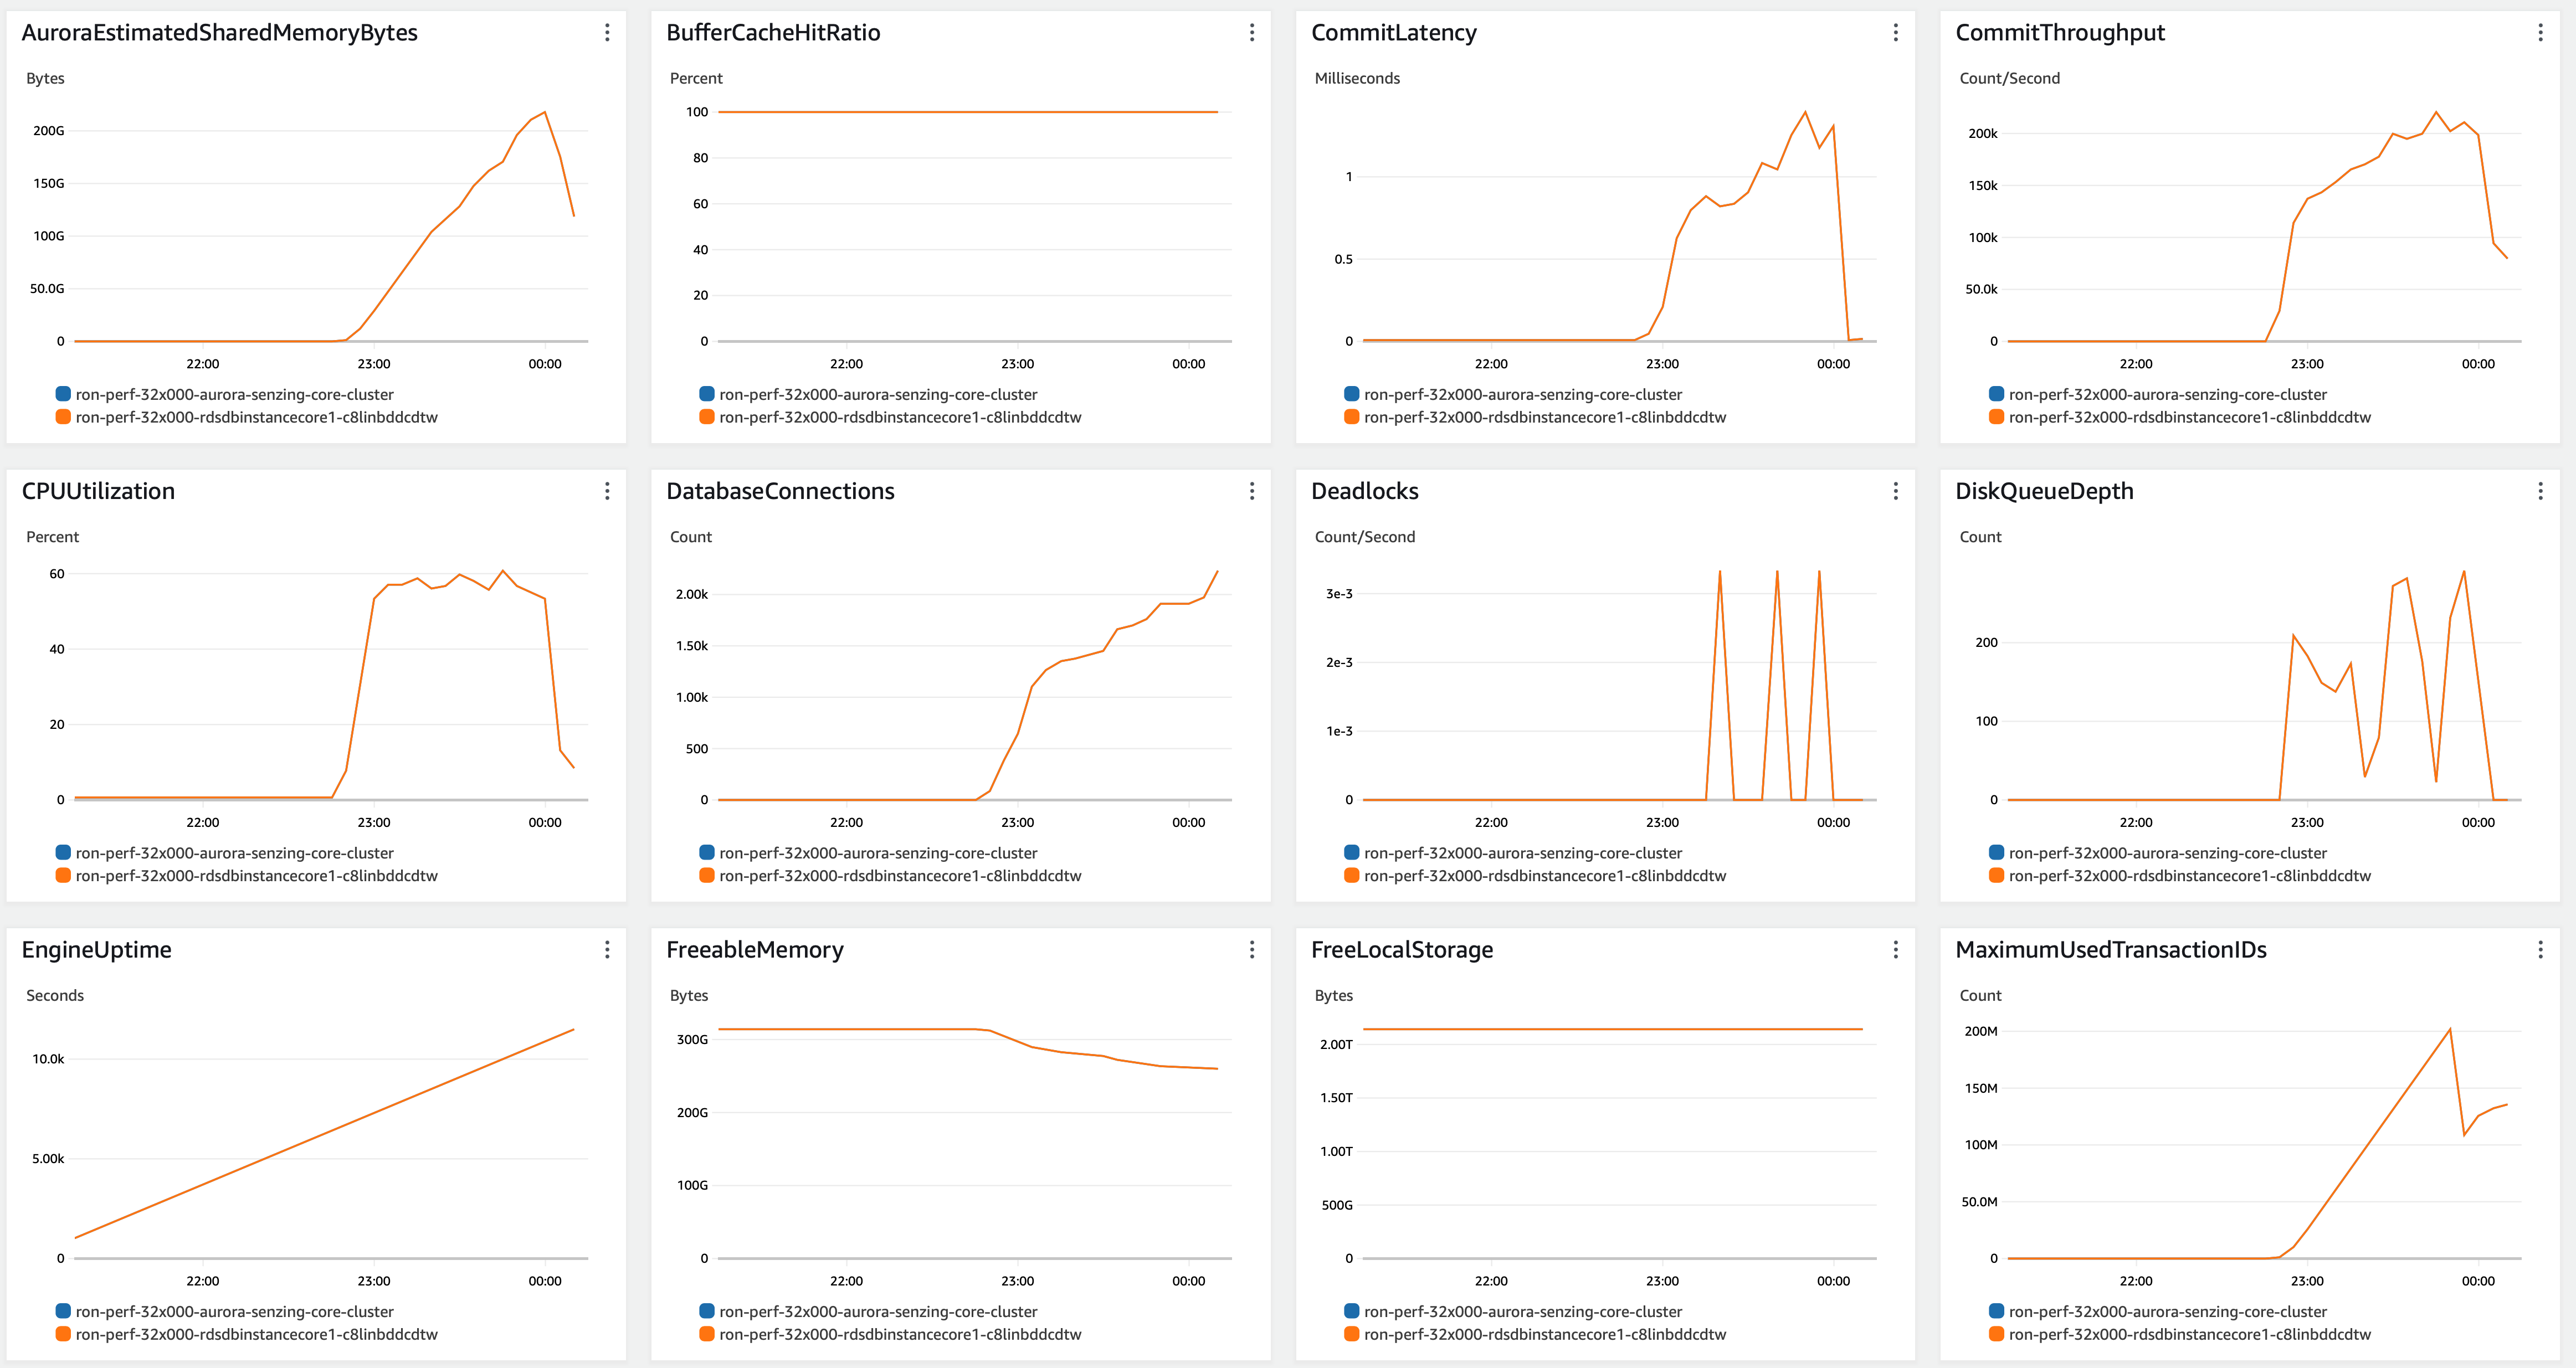 AuroraEstimatedSharedMemoryBytes
Bytes
200G
150G
100G
50.0G
0
22:00 23:00 00:00
ron-perf-32x000-aurora-senzing-core-cluster
ron-perf-32x000-rdsdbinstancecore1-c8linbddcdtw
BufferCacheHitRatio
Percent
100
80
60
40
20
0
22:00 23:00 00:00
ron-perf-32x000-aurora-senzing-core-cluster
ron-perf-32x000-rdsdbinstancecore1-c8linbddcdtw
CommitLatency
Milliseconds
1
0.5
0
22:00 23:00 00:00
ron-perf-32x000-aurora-senzing-core-cluster
ron-perf-32x000-rdsdbinstancecore1-c8linbddcdtw
CommitThroughput
Count/Second
200k
150k
100k
50.0k
0
22:00 23:00 00:00
ron-perf-32x000-aurora-senzing-core-cluster
ron-perf-32x000-rdsdbinstancecore1-c8linbddcdtw
CPUUtilization
Percent
60
40
20
0
22:00 23:00 00:00
ron-perf-32x000-aurora-senzing-core-cluster
ron-perf-32x000-rdsdbinstancecore1-c8linbddcdtw
DatabaseConnections
Count
2.00k
1.50k
1.00k
500
0
22:00 23:00 00:00
ron-perf-32x000-aurora-senzing-core-cluster
ron-perf-32x000-rdsdbinstancecore1-c8linbddcdtw
Deadlocks
Count/Second
3e-3
2e-3
1e-3
0
22:00 23:00 00:00
ron-perf-32x000-aurora-senzing-core-cluster
ron-perf-32x000-rdsdbinstancecore1-c8linbddcdtw
DiskQueueDepth
Count
200
100
0
22:00 23:00 00:00
ron-perf-32x000-aurora-senzing-core-cluster
ron-perf-32x000-rdsdbinstancecore1-c8linbddcdtw
EngineUptime
Seconds
10.0k
5.00k
0
22:00 23:00 00:00
ron-perf-32x000-aurora-senzing-core-cluster
ron-perf-32x000-rdsdbinstancecore1-c8linbddcdtw
FreeableMemory
Bytes
300G
200G
100G
0
22:00 23:00 00:00
ron-perf-32x000-aurora-senzing-core-cluster
ron-perf-32x000-rdsdbinstancecore1-c8linbddcdtw
FreeLocalStorage
Bytes
2.00T
1.50T
1.00T
500G
0
22:00 23:00 00:00
ron-perf-32x000-aurora-senzing-core-cluster
ron-perf-32x000-rdsdbinstancecore1-c8linbddcdtw
MaximumUsedTransactionIDs
Count
200M
150M
100M
50.0M
0
22:00 23:00 00:00
ron-perf-32x000-aurora-senzing-core-cluster
ron-perf-32x000-rdsdbinstancecore1-c8linbddcdtw